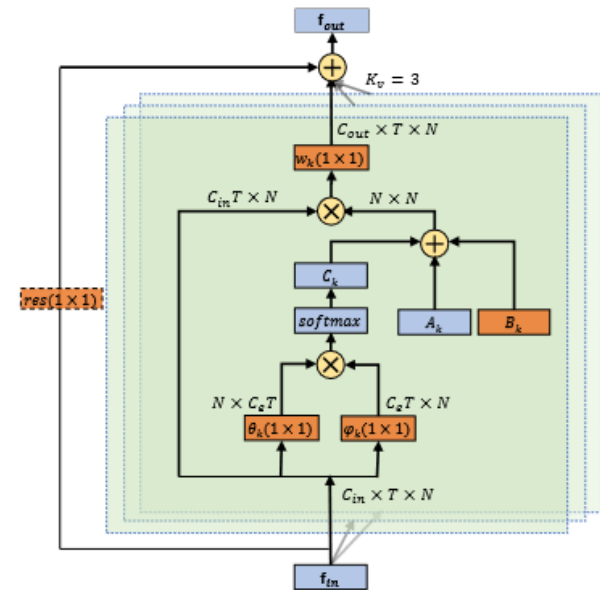 f_out
K_v = 3
C_out × T × N
w_k(1 × 1)
C_in T × N
N × N
C_k
res(1 × 1)
softmax
A_k
B_k
N × C_e T
C_e T × N
θ_k(1 × 1)
φ_k(1 × 1)
C_in × T × N
f_in